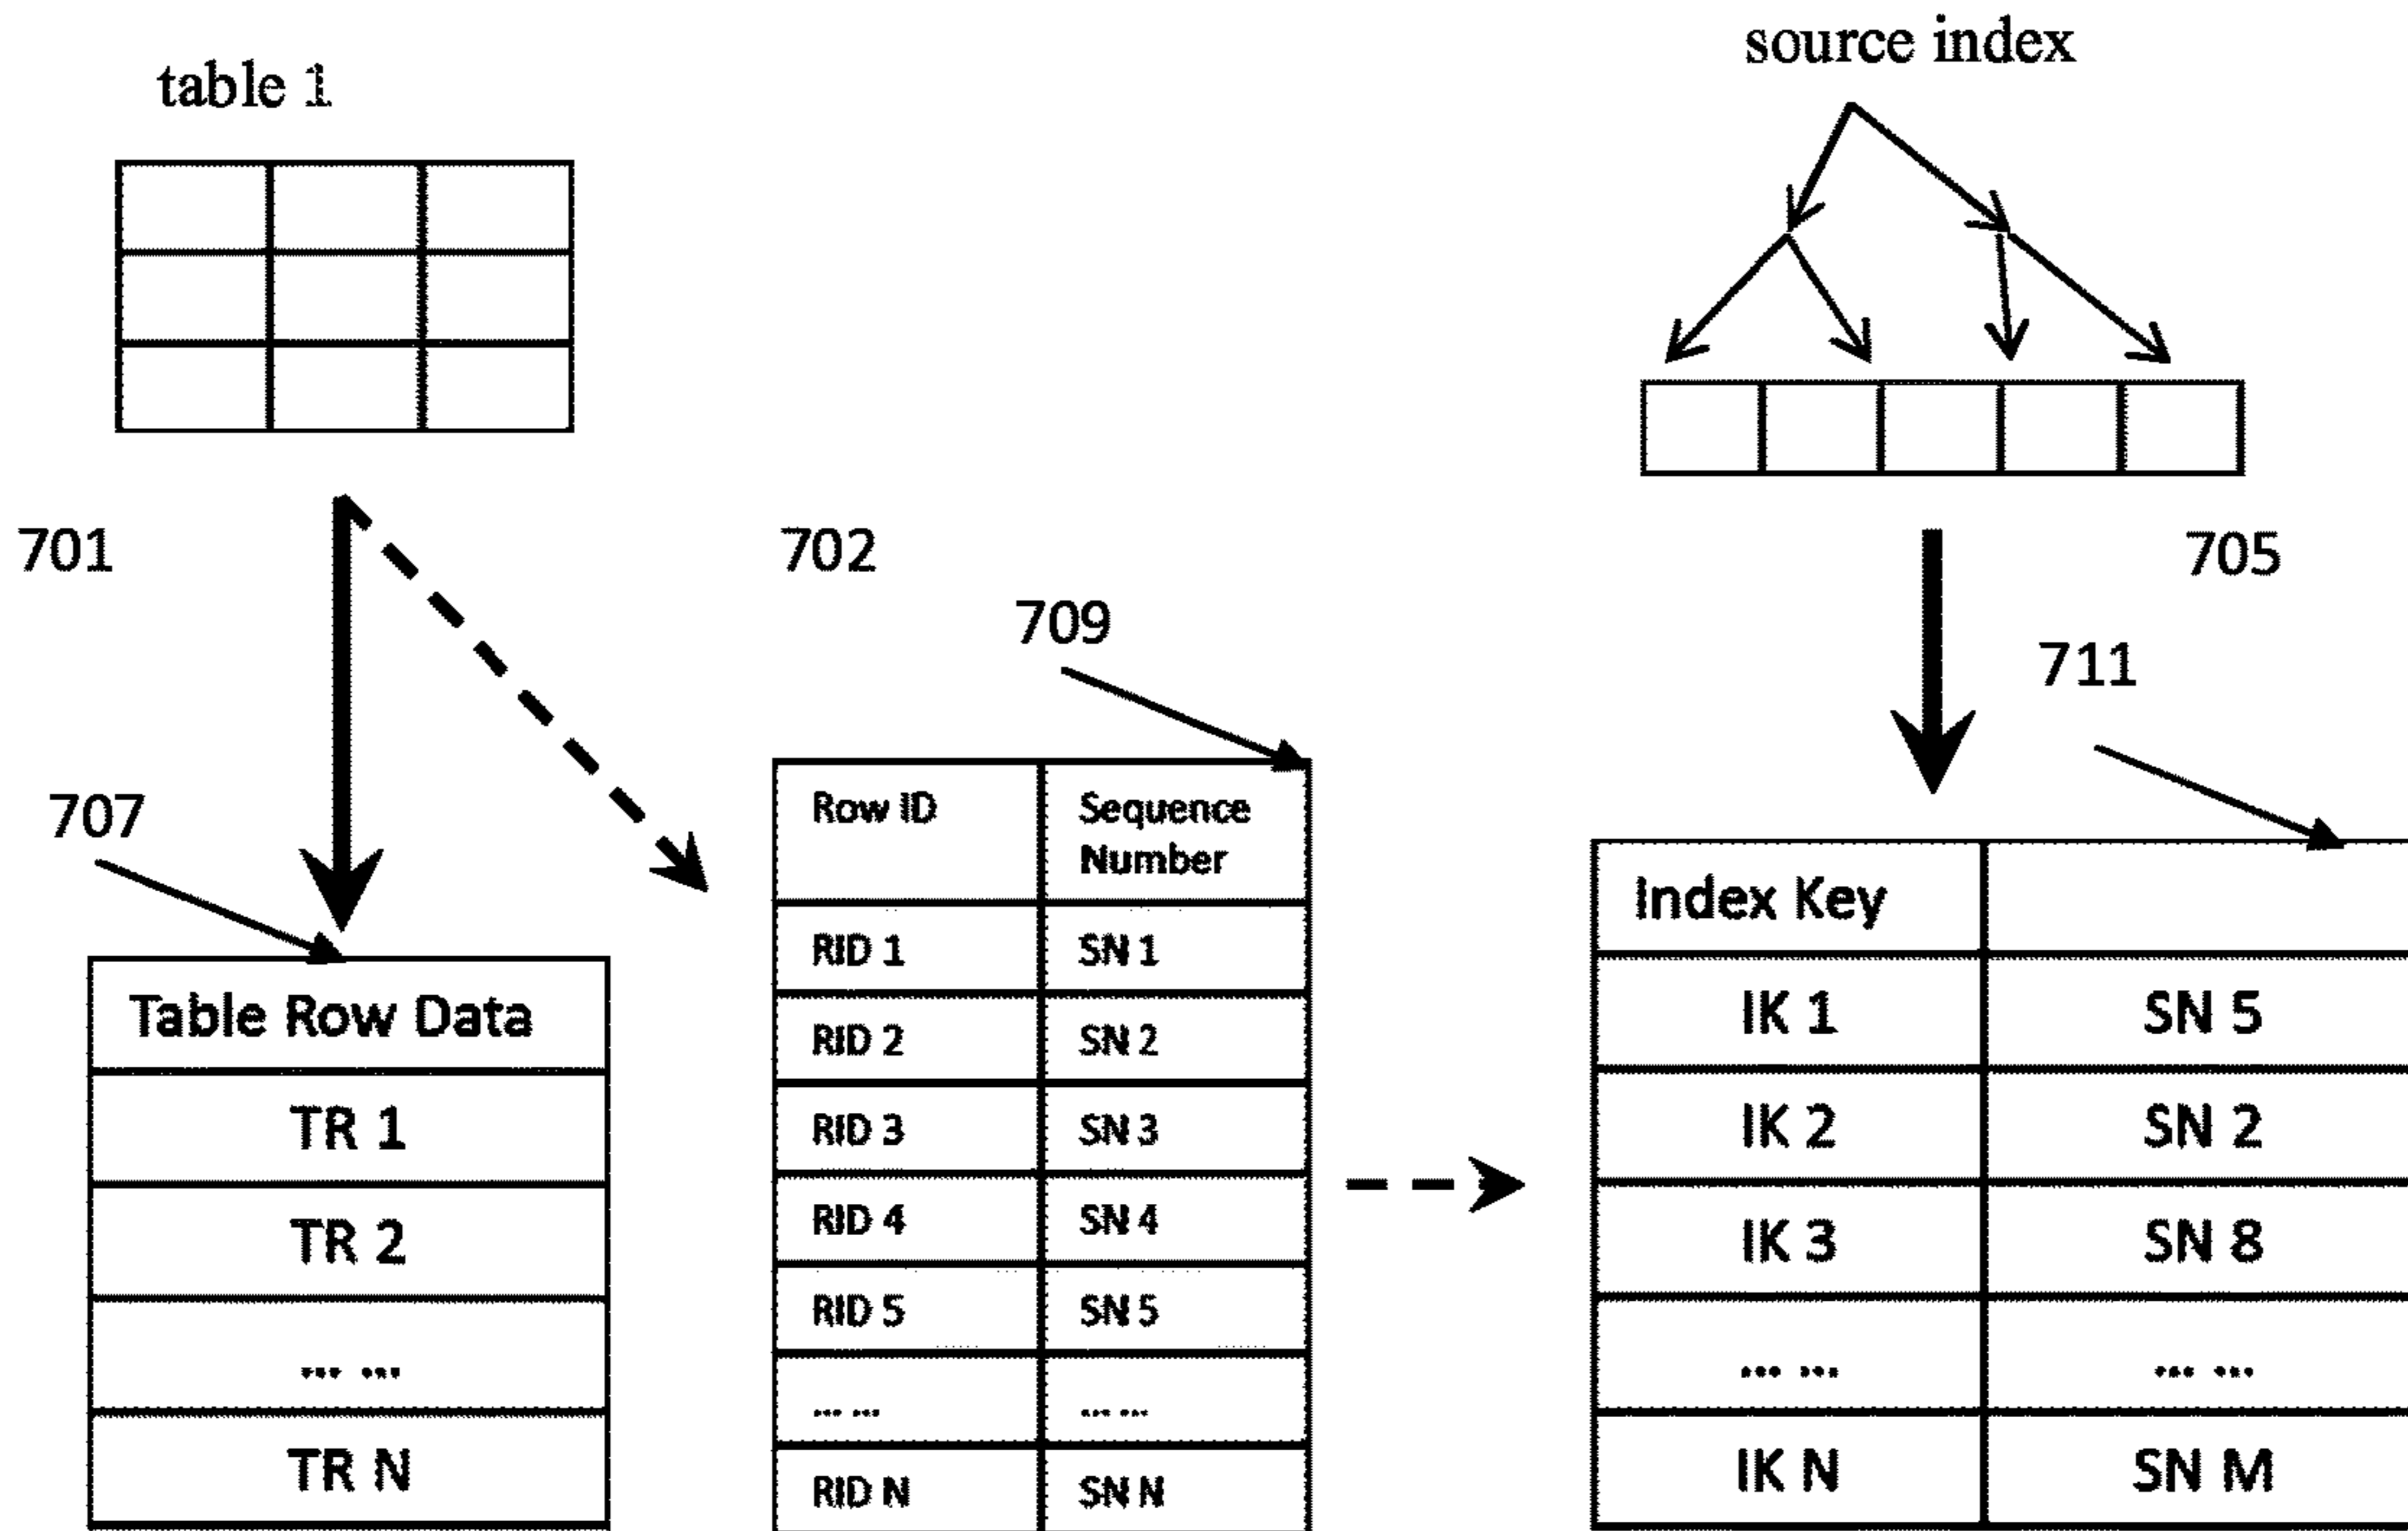 source index
table 1
701
702
705
709
711
707
Table Row Data
TR 1
TR 2
... ...
TR N
Row ID Sequence
Number
RID 1 SN 1
RID 2 SN 2
RID 3 SN 3
RID 4 SN 4
RID 5 SN 5
... ... ... ...
RID N SN N
Index Key
IK 1 SN 5
IK 2 SN 2
IK 3 SN 8
... ... ... ...
IK N SN M